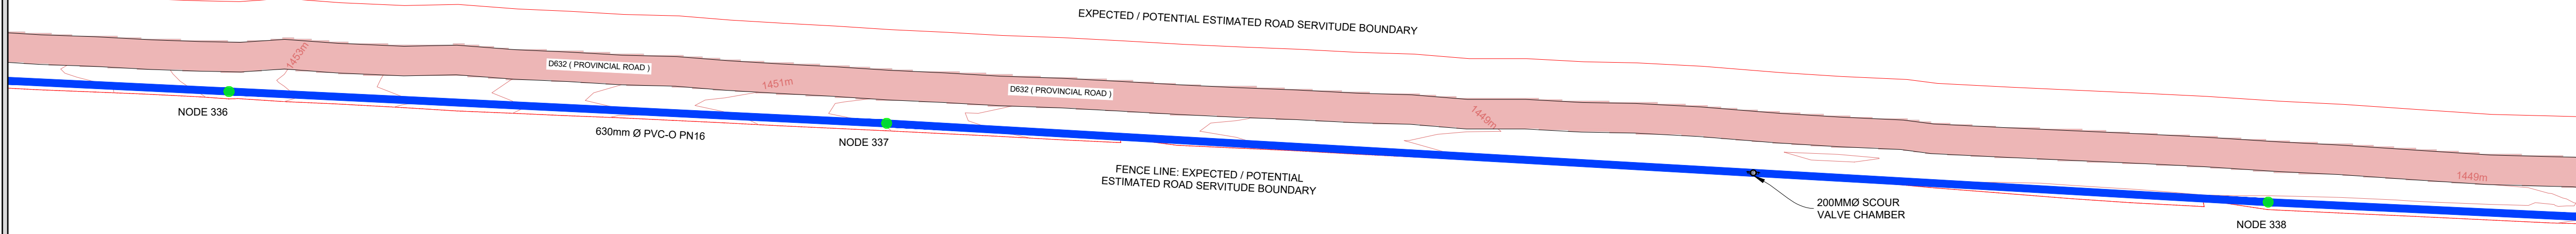 EXPECTED / POTENTIAL ESTIMATED ROAD SERVITUDE BOUNDARY
1453m
D632 ( PROVINCIAL ROAD )
1451m
D632 ( PROVINCIAL ROAD )
1449m
NODE 336
630mm Ø PVC-O PN16
NODE 337
FENCE LINE: EXPECTED / POTENTIAL
ESTIMATED ROAD SERVITUDE BOUNDARY
1449m
200MMØ SCOUR
VALVE CHAMBER
NODE 338